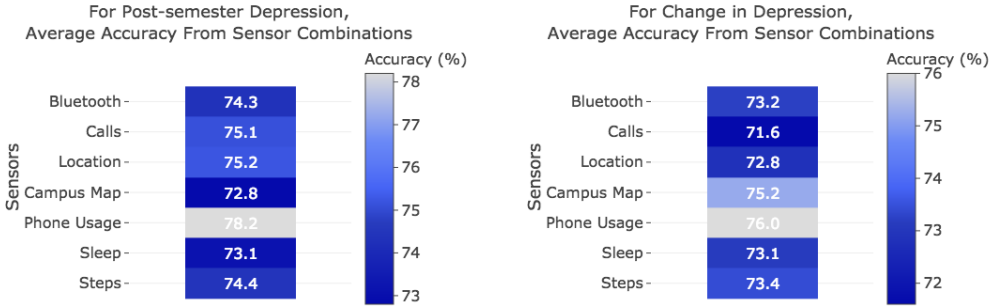 For Post-semester Depression,
Average Accuracy From Sensor Combinations
Accuracy (%)
Sensors
Bluetooth
74.3
Calls
75.1
Location
75.2
Campus Map
72.8
Phone Usage
78.2
Sleep
73.1
Steps
74.4
78
77
76
75
74
73
For Change in Depression,
Average Accuracy From Sensor Combinations
Accuracy (%)
Sensors
Bluetooth
73.2
Calls
71.6
Location
72.8
Campus Map
75.2
Phone Usage
76.0
Sleep
73.1
Steps
73.4
76
75
74
73
72